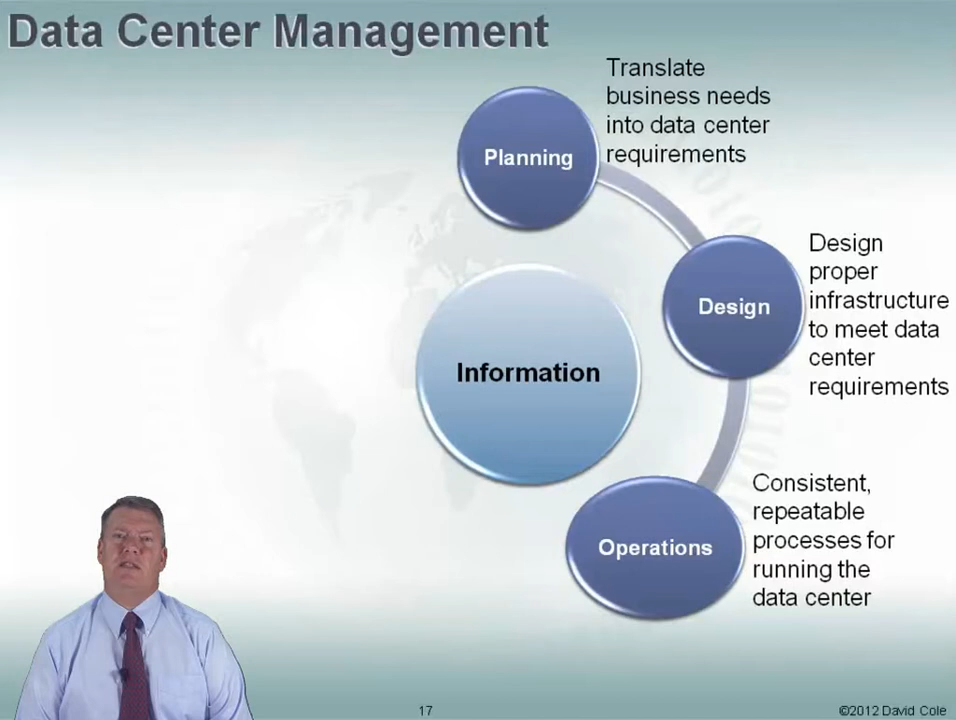 Data Center Management
Translate
business needs
into data center
requirements
Planning
Design
proper
infrastructure
to meet data
center
requirements
Design
Information
Consistent,
repeatable
processes for
running the
data center
Operations
17
©2012 David Cole